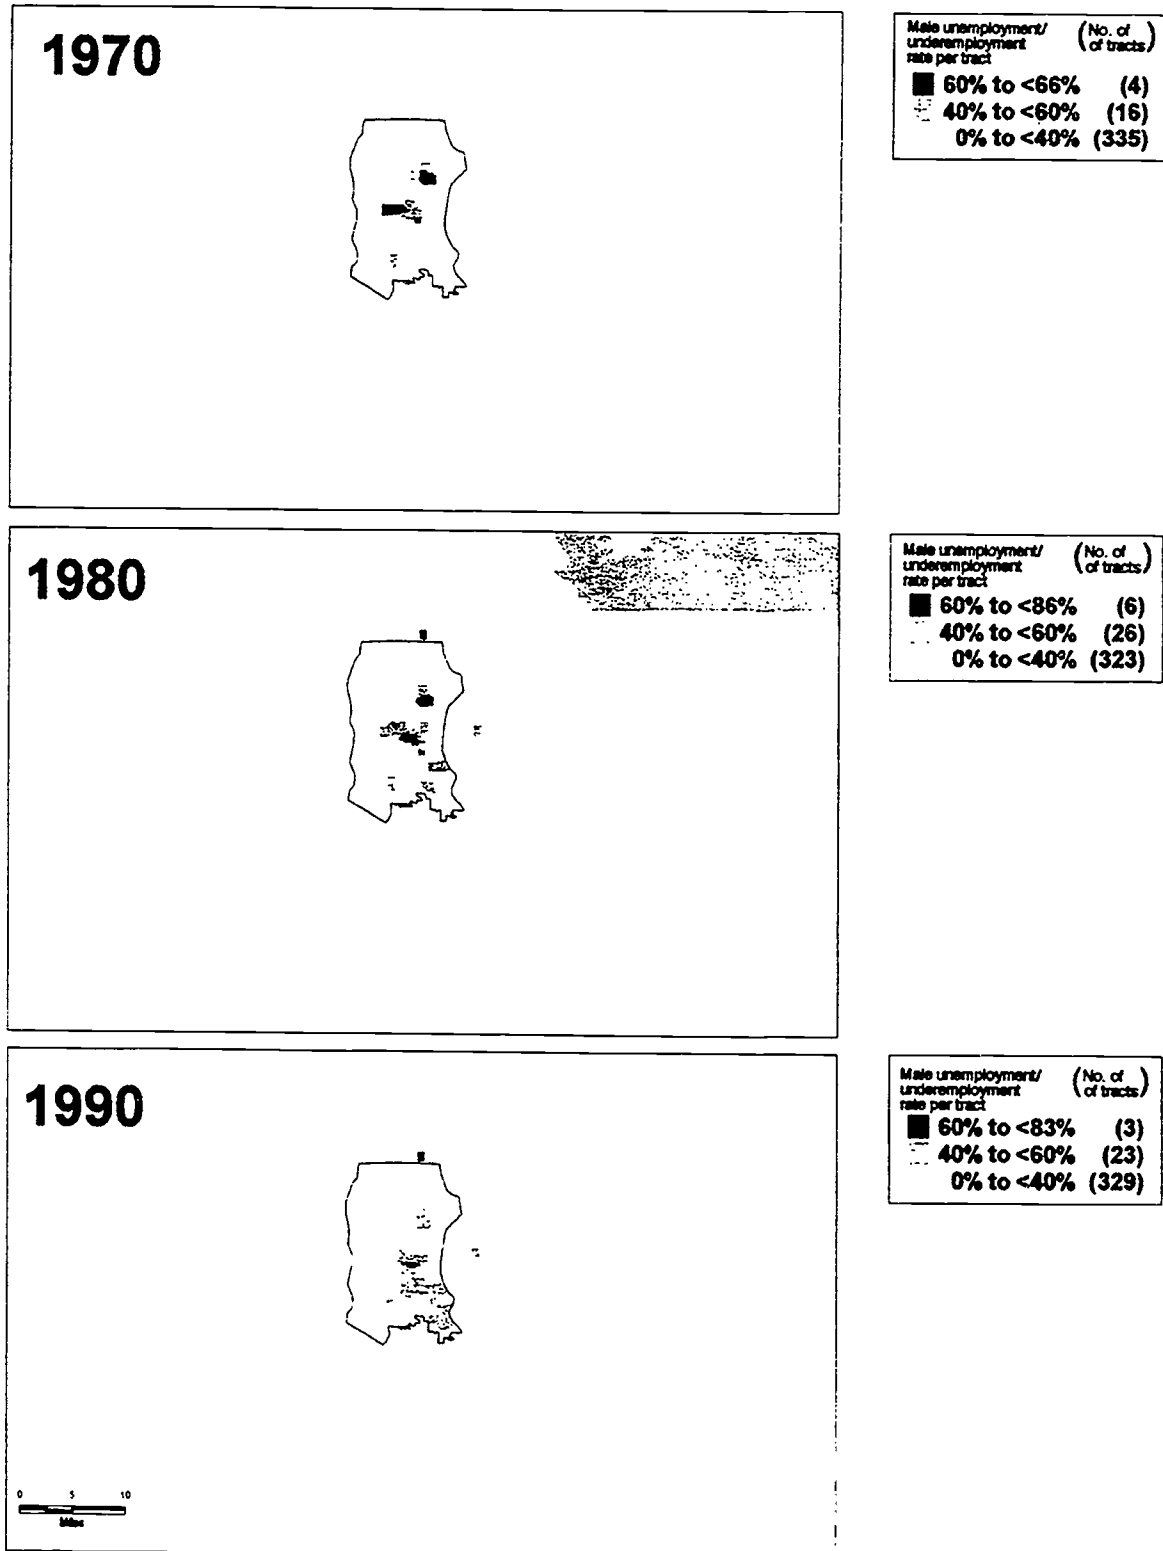 1970
Male unemployment/ (No. of
underemployment of tracts)
rate per tract
60% to <66% (4)
40% to <60% (16)
0% to <40% (335)
1980
Male unemployment/ (No. of
underemployment of tracts)
rate per tract
60% to <86% (6)
40% to <60% (26)
0% to <40% (323)
1990
Male unemployment/ (No. of
underemployment of tracts)
rate per tract
60% to <83% (3)
40% to <60% (23)
0% to <40% (329)
0 5 10
Miles